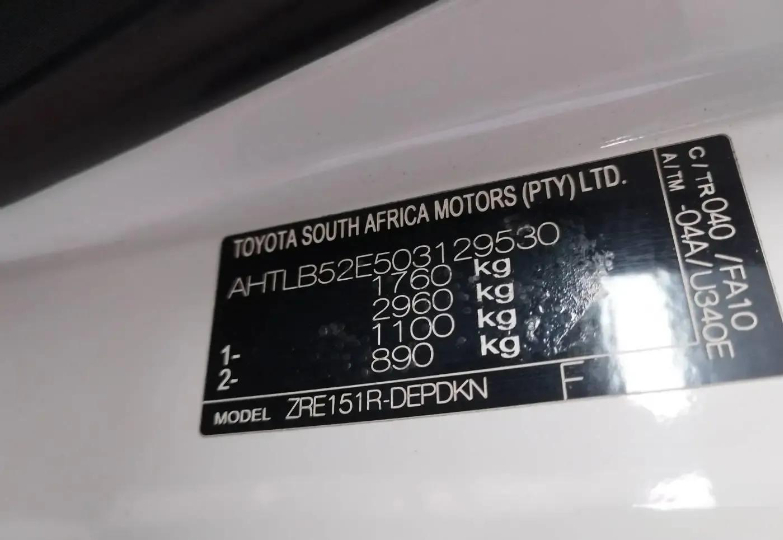 TOYOTA SOUTH AFRICA MOTORS (PTY) LTD.
AHTLB52E503129530
1760 kg
2960 kg
1- 1100 kg
2- 890 kg
MODEL ZRE151R-DEPDKN F
C/TR 040 /FA10
A/TM -04A/U340E